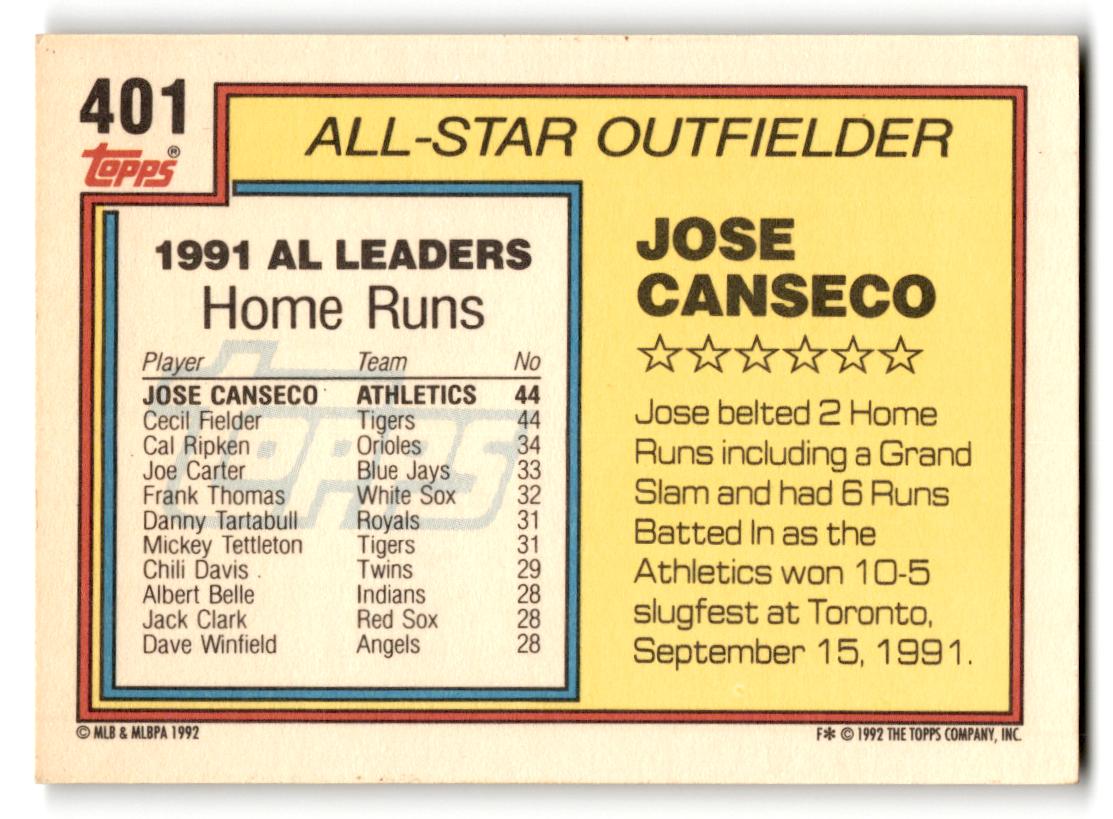 401
TOPPS®
ALL-STAR OUTFIELDER
1991 AL LEADERS
Home Runs
Player Team No
JOSE CANSECO ATHLETICS 44
Cecil Fielder Tigers 44
Cal Ripken Orioles 34
Joe Carter Blue Jays 33
Frank Thomas White Sox 32
Danny Tartabull Royals 31
Mickey Tettleton Tigers 31
Chili Davis Twins 29
Albert Belle Indians 28
Jack Clark Red Sox 28
Dave Winfield Angels 28
TOPPS
JOSE
CANSECO
☆☆☆☆☆☆
Jose belted 2 Home
Runs including a Grand
Slam and had 6 Runs
Batted In as the
Athletics won 10-5
slugfest at Toronto,
September 15, 1991.
© MLB & MLBPA 1992
F* © 1992 THE TOPPS COMPANY, INC.